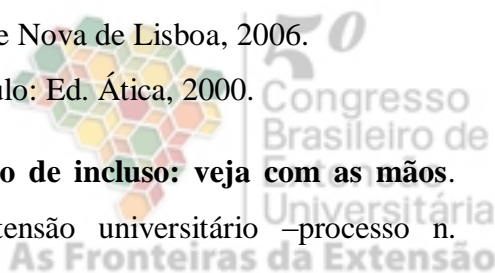 e Nova de Lisboa, 2006.
5º
ulo: Ed. Ática, 2000.
Congresso
Brasileiro de
o de incluso: veja com as mãos.
Universitária
tensão universitário –processo n.
As Fronteiras da Extensão